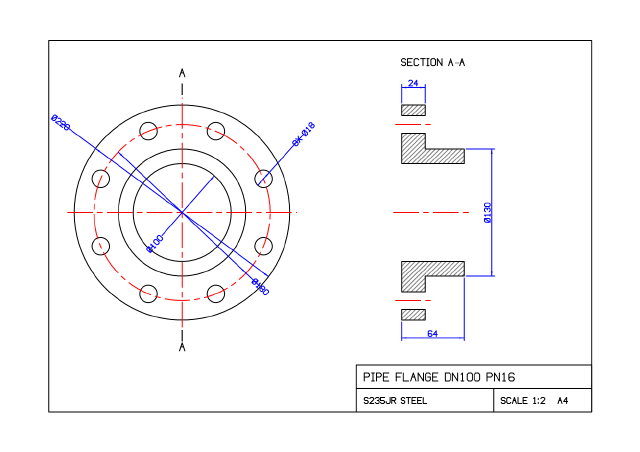 SECTION A-A
A
24
Ø220
8X Ø18
Ø130
Ø100
Ø180
64
A
PIPE FLANGE DN100 PN16
S235JR STEEL
SCALE 1:2 A4